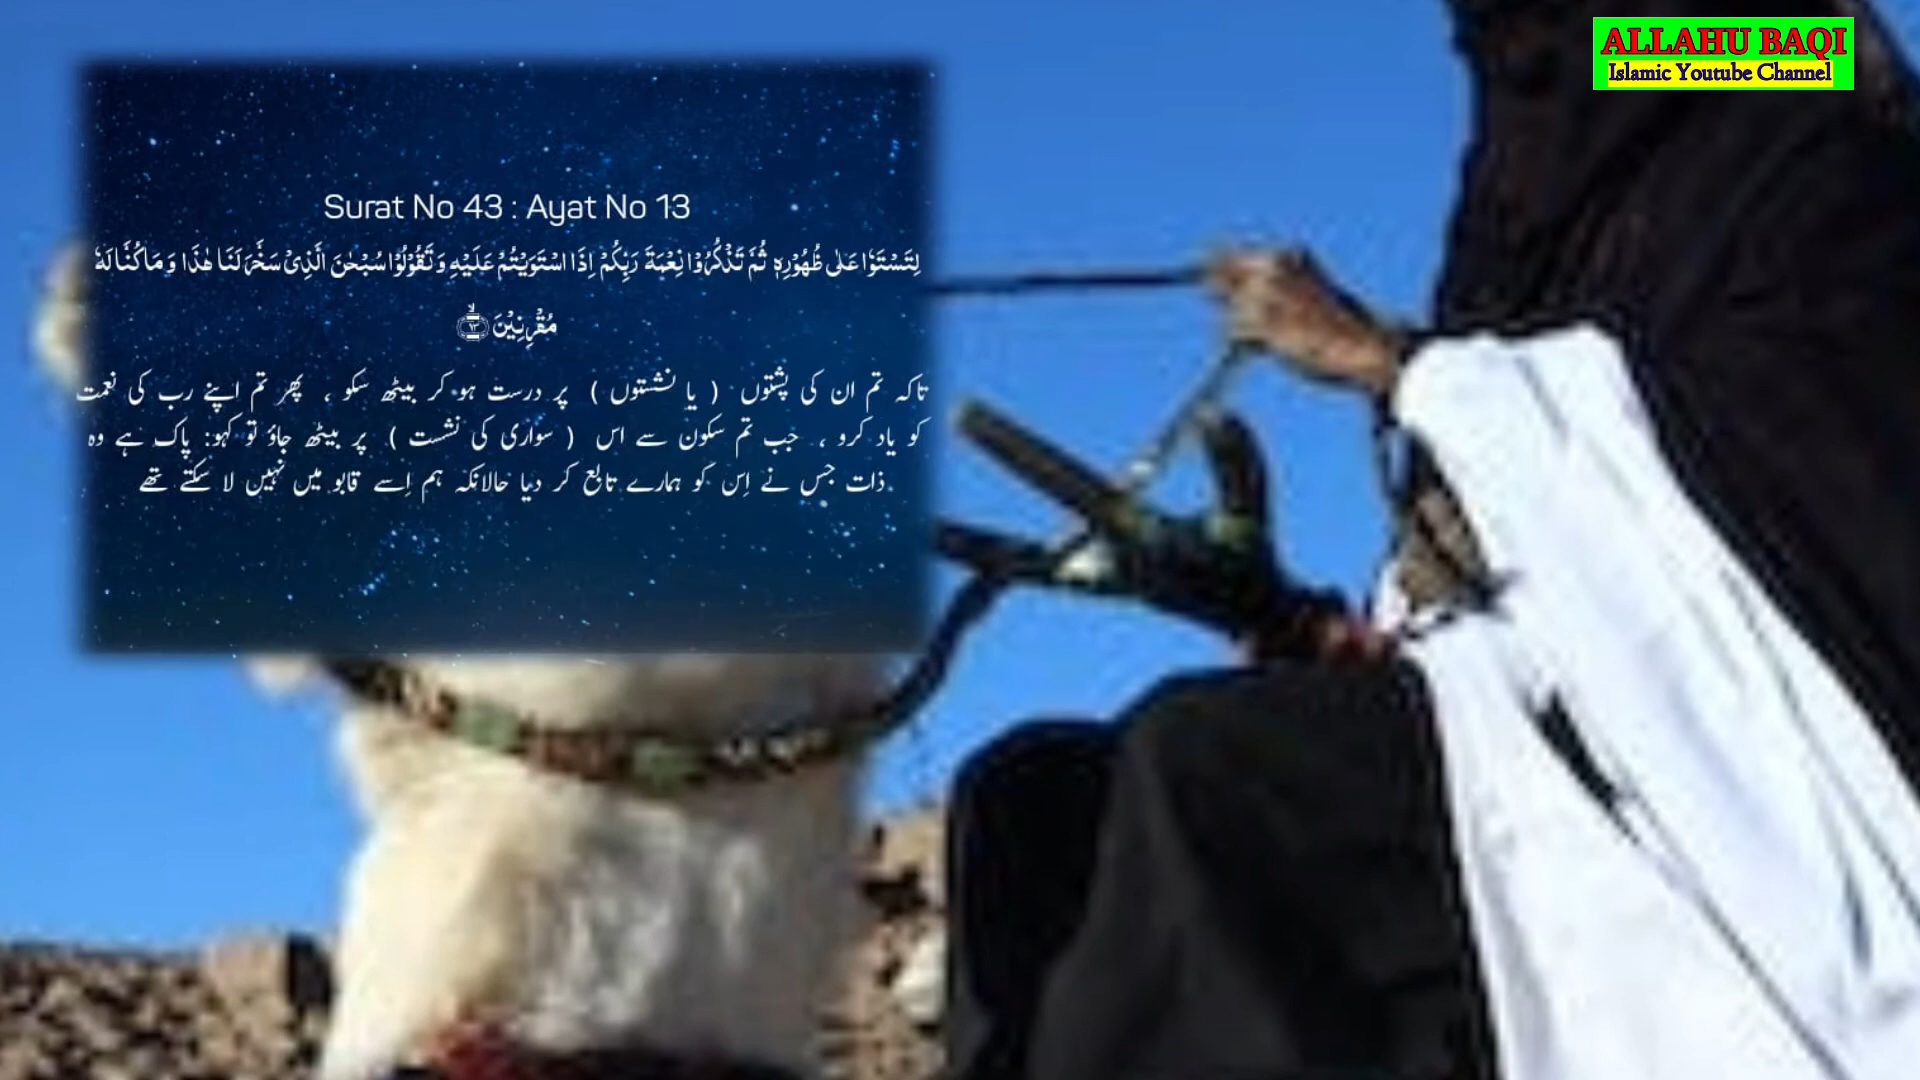 ALLAHU BAQI
Islamic Youtube Channel
Surat No 43 : Ayat No 13
لِتَسۡتَوٗا عَلٰى ظُهُوۡرِهٖ ثُمَّ تَذۡكُرُوۡا نِعۡمَةَ رَبِّكُمۡ اِذَا اسۡتَوَيۡتُمۡ عَلَيۡهِ وَتَقُوۡلُوۡا سُبۡحٰنَ الَّذِىۡ سَخَّرَ لَنَا هٰذَا وَمَا كُنَّا لَهٗ
مُقۡرِنِيۡنَۙ‏ ﴿۱۳﴾
تاکہ تم ان کی پشتوں ( یا نشستوں ) پر درست ہو کر بیٹھ سکو ، پھر تم اپنے رب کی نعمت
کو یاد کرو ، جب تم سکون سے اس ( سواری کی نشست ) پر بیٹھ جاؤ تو کہو: پاک ہے وہ
ذات جس نے اِس کو ہمارے تابع کر دیا حالانکہ ہم اِسے قابو میں نہیں لا سکتے تھے.